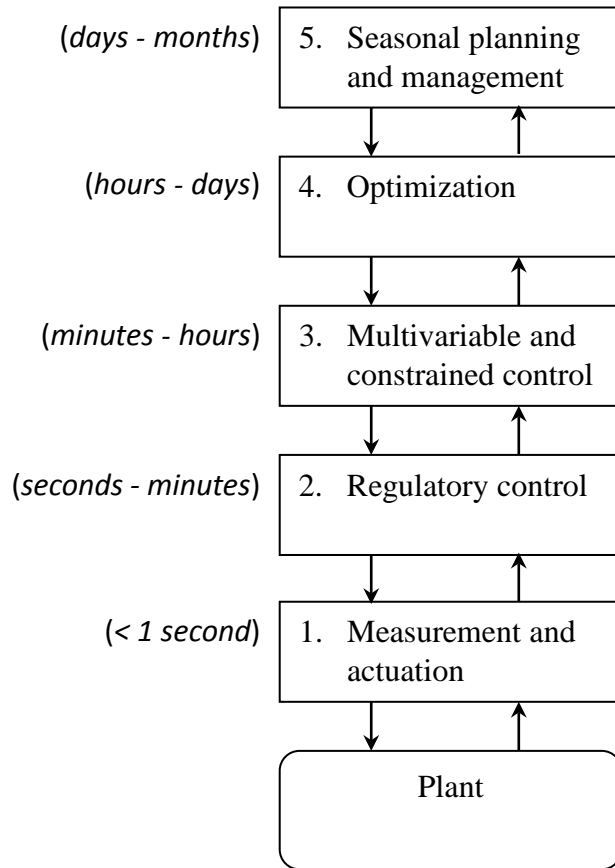 (days - months)
5. Seasonal planning
and management
(hours - days)
4. Optimization
(minutes - hours)
3. Multivariable and
constrained control
(seconds - minutes)
2. Regulatory control
(< 1 second)
1. Measurement and
actuation
Plant